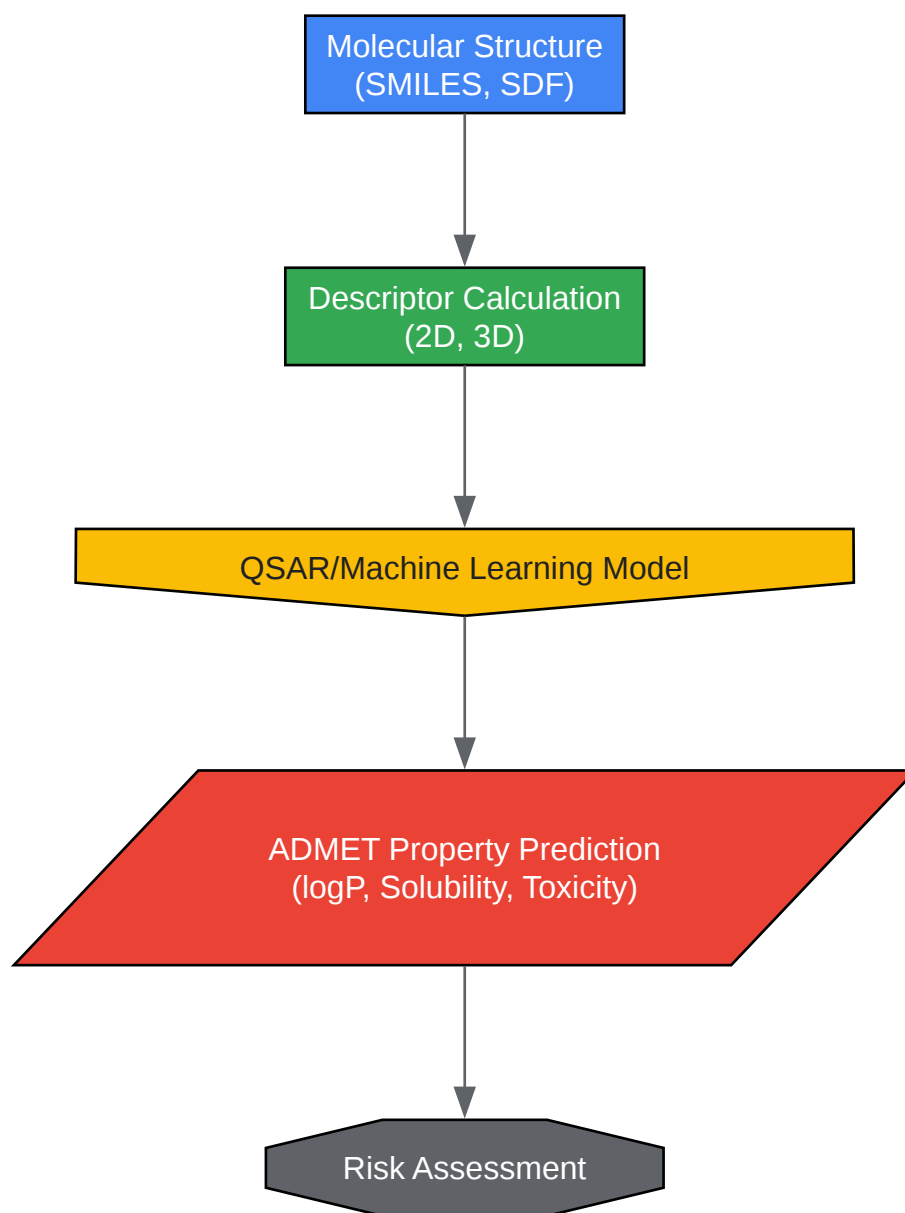 Molecular Structure
(SMILES, SDF)
Descriptor Calculation
(2D, 3D)
QSAR/Machine Learning Model
ADMET Property Prediction
(logP, Solubility, Toxicity)
Risk Assessment